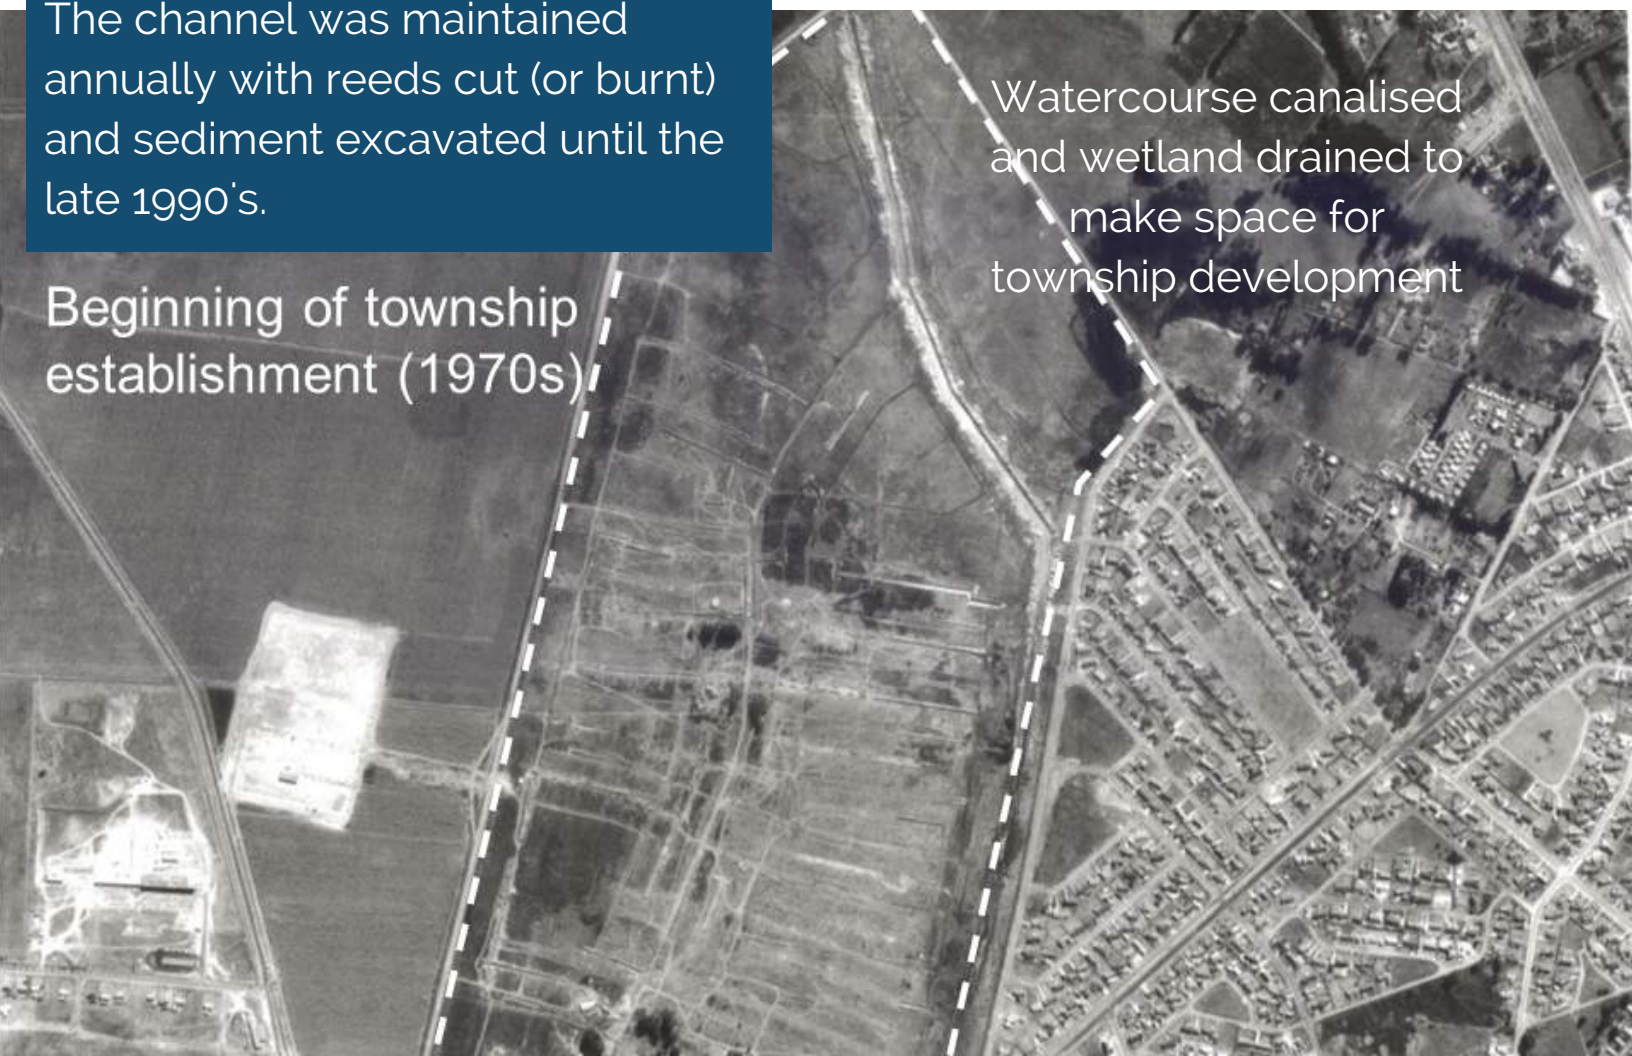 The channel was maintained
annually with reeds cut (or burnt)
and sediment excavated until the
late 1990's.
Watercourse canalised
and wetland drained to
make space for
township development
Beginning of township
establishment (1970s)